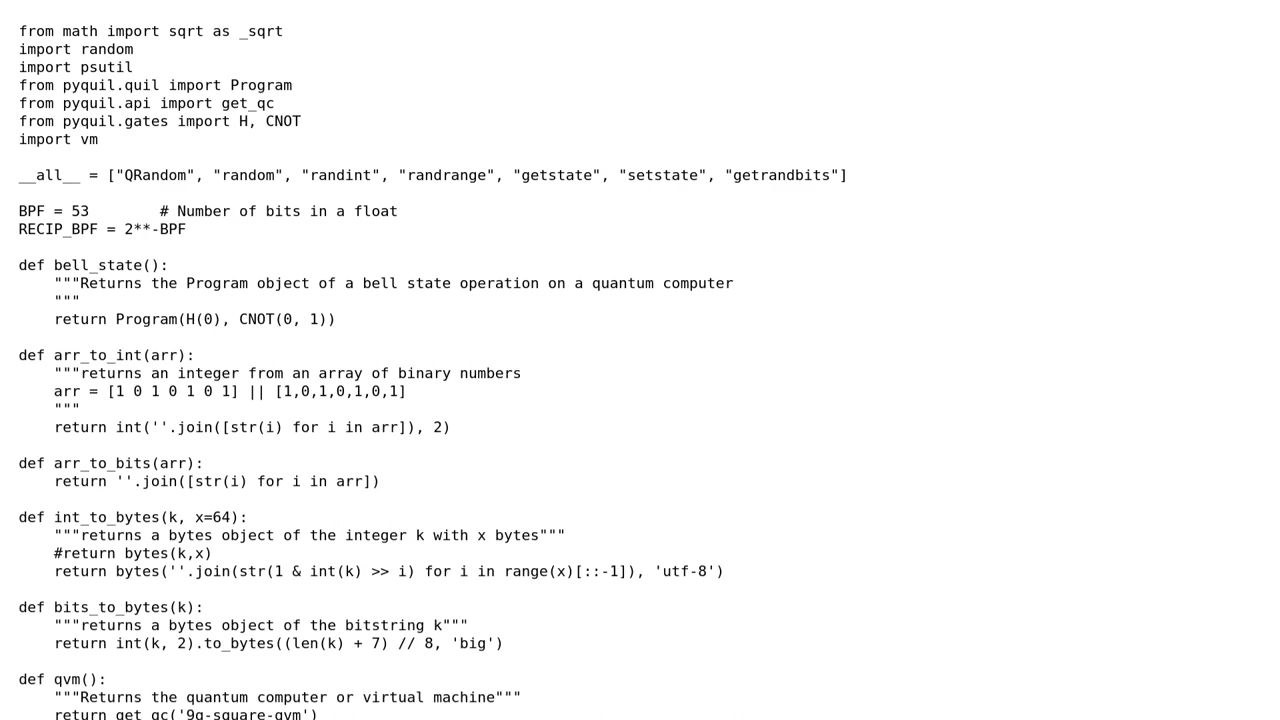 from math import sqrt as _sqrt
import random
import psutil
from pyquil.quil import Program
from pyquil.api import get_qc
from pyquil.gates import H, CNOT
import vm

__all__ = ["QRandom", "random", "randint", "randrange", "getstate", "setstate", "getrandbits"]

BPF = 53        # Number of bits in a float
RECIP_BPF = 2**-BPF

def bell_state():
    """Returns the Program object of a bell state operation on a quantum computer
    """
    return Program(H(0), CNOT(0, 1))

def arr_to_int(arr):
    """returns an integer from an array of binary numbers
    arr = [1 0 1 0 1 0 1] || [1,0,1,0,1,0,1]
    """
    return int(''.join([str(i) for i in arr]), 2)

def arr_to_bits(arr):
    return ''.join([str(i) for i in arr])

def int_to_bytes(k, x=64):
    """returns a bytes object of the integer k with x bytes"""
    #return bytes(k,x)
    return bytes(''.join(str(1 & int(k) >> i) for i in range(x)[::-1]), 'utf-8')

def bits_to_bytes(k):
    """returns a bytes object of the bitstring k"""
    return int(k, 2).to_bytes((len(k) + 7) // 8, 'big')

def qvm():
    """Returns the quantum computer or virtual machine"""
    return get_qc('9q-square-qvm')